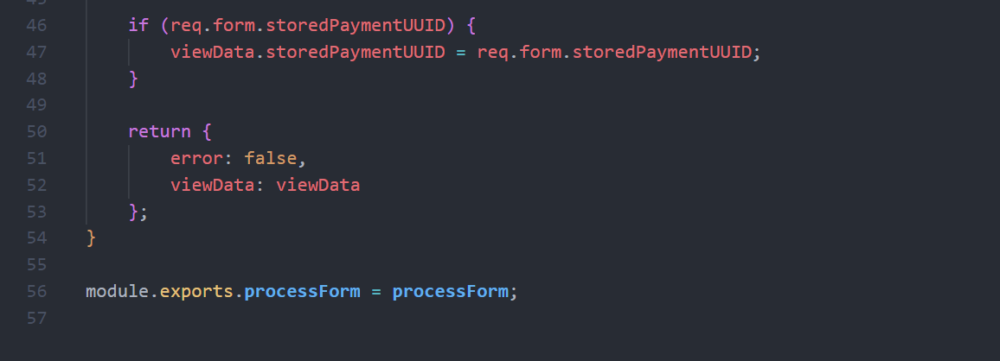 46 if (req.form.storedPaymentUUID) {
47 viewData.storedPaymentUUID = req.form.storedPaymentUUID;
48 }
49
50 return {
51 error: false,
52 viewData: viewData
53 };
54 }
55
56 module.exports.processForm = processForm;
57